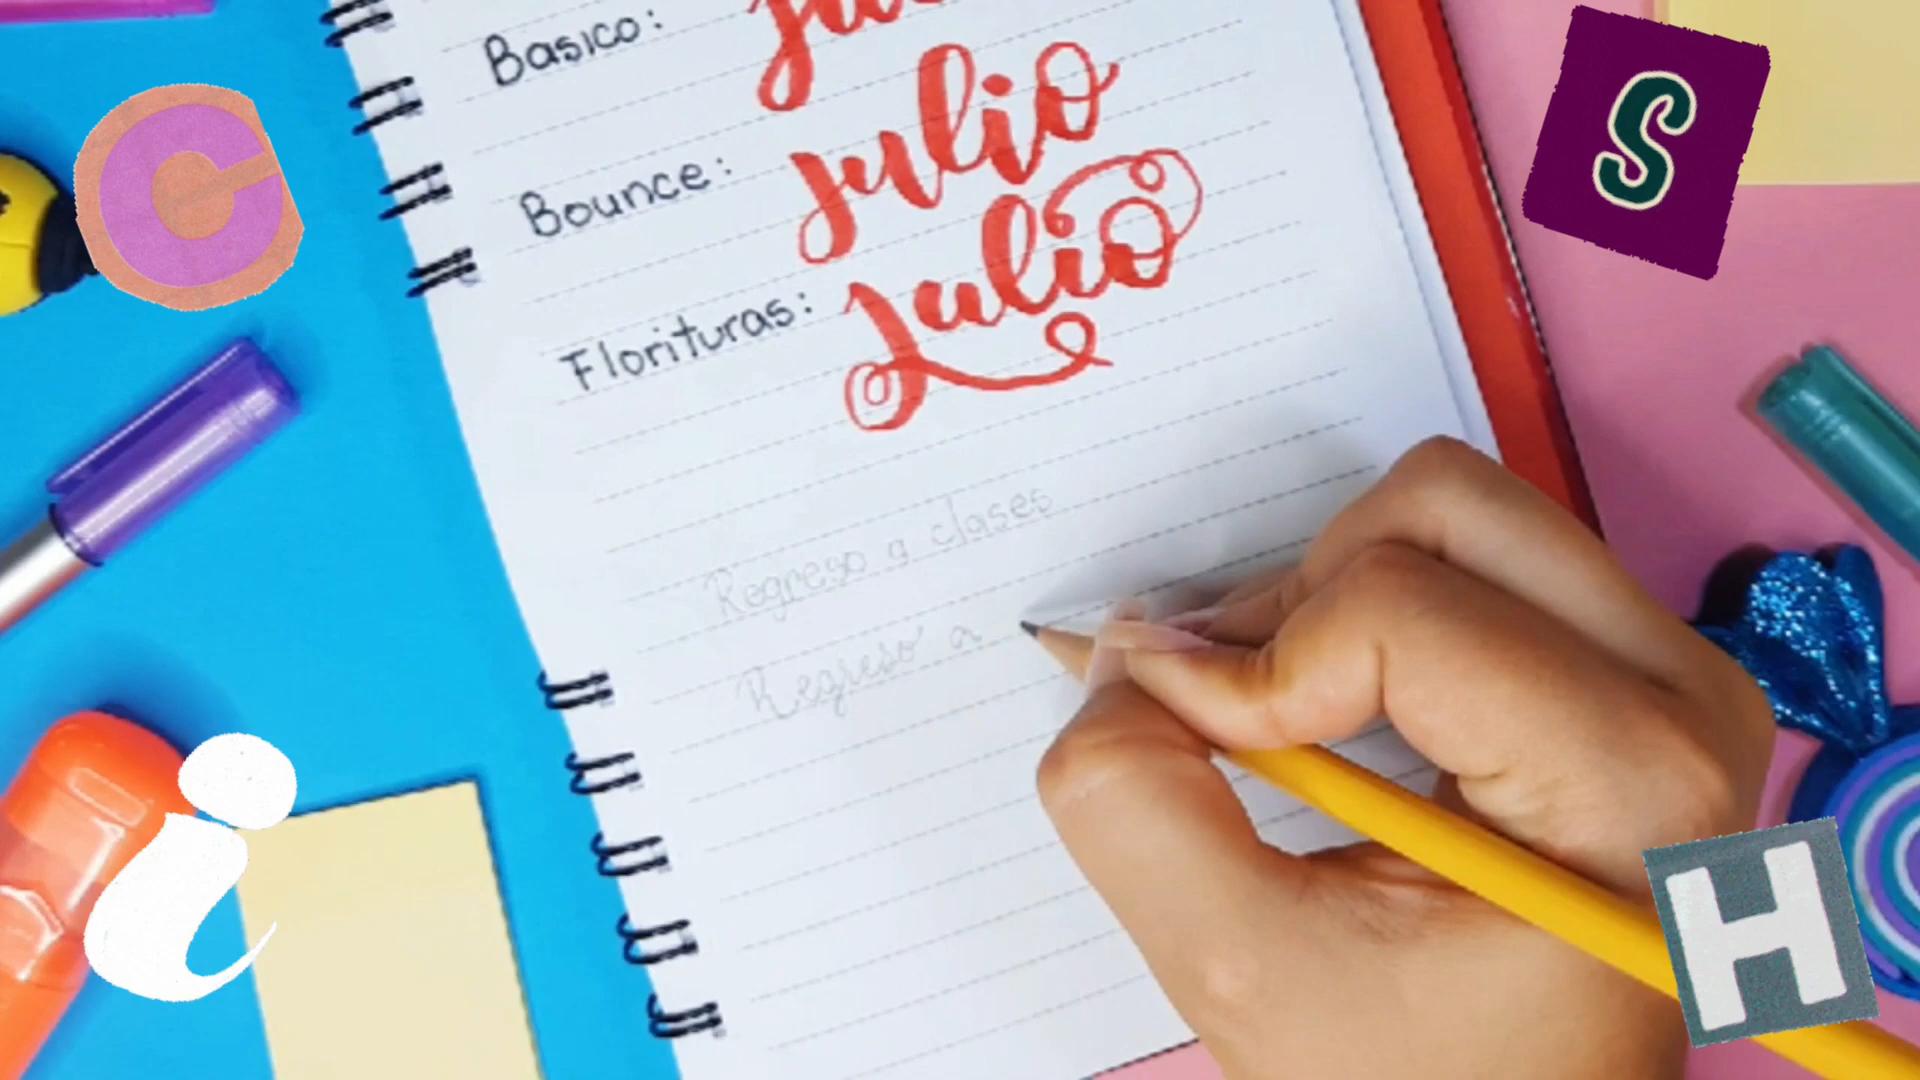 Basico:
Bounce: julio
Florituras: julio
Regreso a clases
Regreso a
C
S
i
H